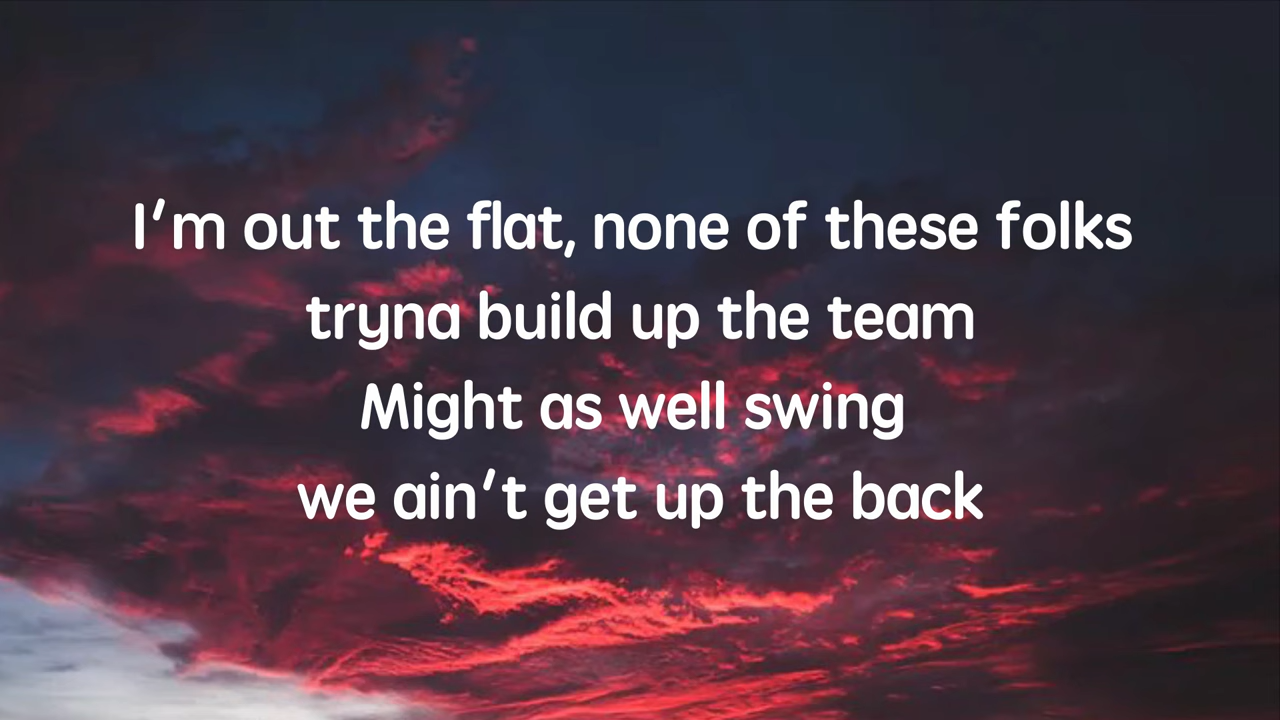 I'm out the flat, none of these folks
tryna build up the team
Might as well swing
we ain't get up the back